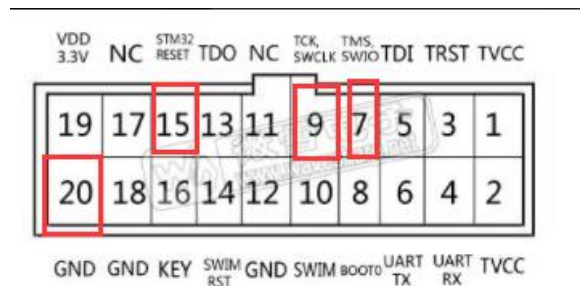 VDD 3.3V NC STM32 RESET TDO NC TCK, SWCLK TMS, SWIO TDI TRST TVCC
19 17 15 13 11 9 7 5 3 1
20 18 16 14 12 10 8 6 4 2
GND GND KEY SWIM RST GND SWIM BOOT0 UART TX UART RX TVCC